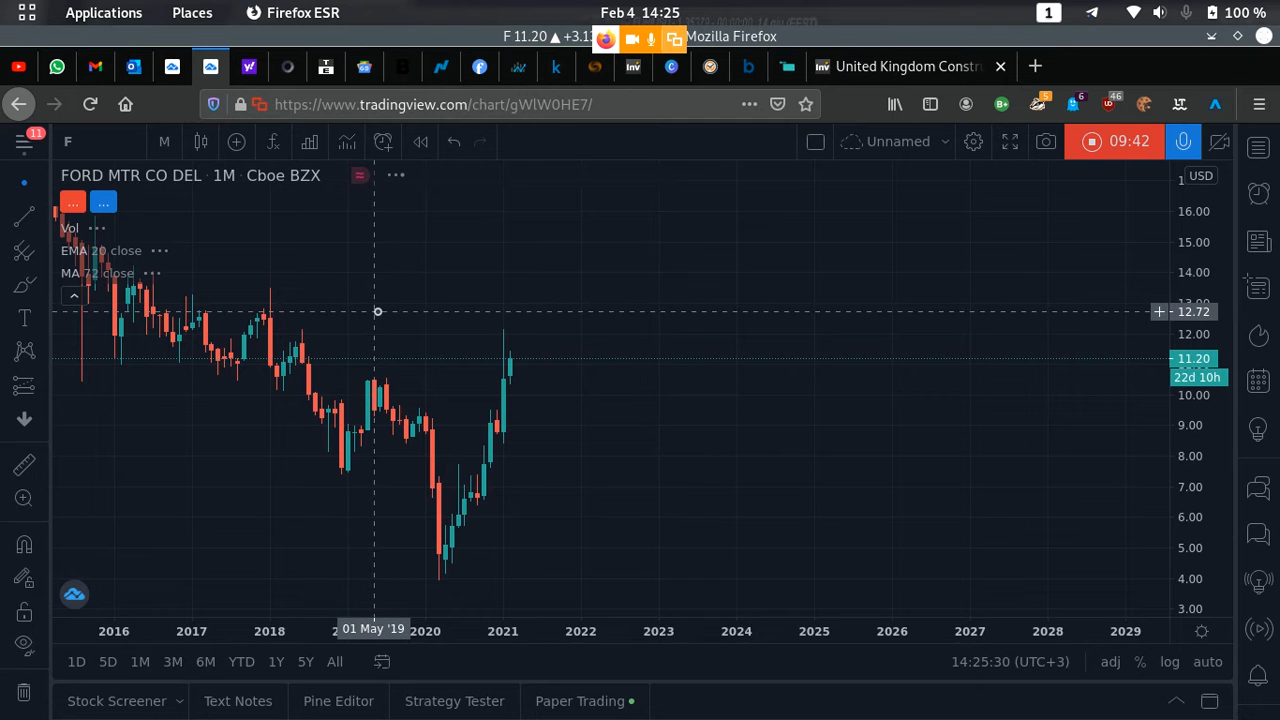 Applications Places Firefox ESR Feb 4 14:25 1 100 %
F 11.20 ▲ +3.1 Mozilla Firefox
United Kingdom Constr
https://www.tradingview.com/chart/gWlW0HE7/ 5 6 46
11 F M Unnamed 09:42
FORD MTR CO DEL · 1M · Cboe BZX USD
Vol
EMA 20 close
MA 72 close
16.00
15.00
14.00
13.00
12.72
12.00
11.20
22d 10h
10.00
9.00
8.00
7.00
6.00
5.00
4.00
3.00
2016 2017 2018 01 May '19 2020 2021 2022 2023 2024 2025 2026 2027 2028 2029
1D 5D 1M 3M 6M YTD 1Y 5Y All 14:25:30 (UTC+3) adj % log auto
Stock Screener Text Notes Pine Editor Strategy Tester Paper Trading